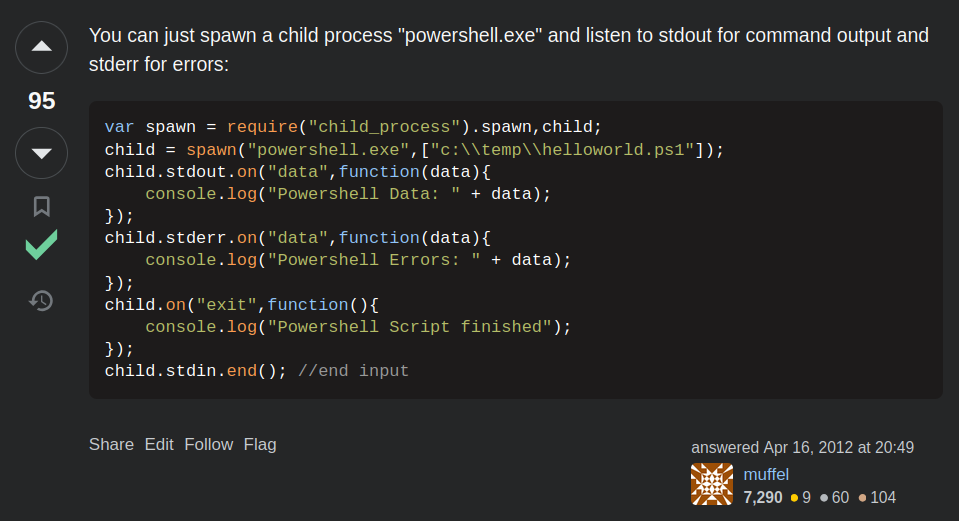 You can just spawn a child process "powershell.exe" and listen to stdout for command output and
stderr for errors:
95
var spawn = require("child_process").spawn,child;
child = spawn("powershell.exe",["c:\\temp\\helloworld.ps1"]);
child.stdout.on("data",function(data){
    console.log("Powershell Data: " + data);
});
child.stderr.on("data",function(data){
    console.log("Powershell Errors: " + data);
});
child.on("exit",function(){
    console.log("Powershell Script finished");
});
child.stdin.end(); //end input
Share Edit Follow Flag
answered Apr 16, 2012 at 20:49
muffel
7,290 9 60 104